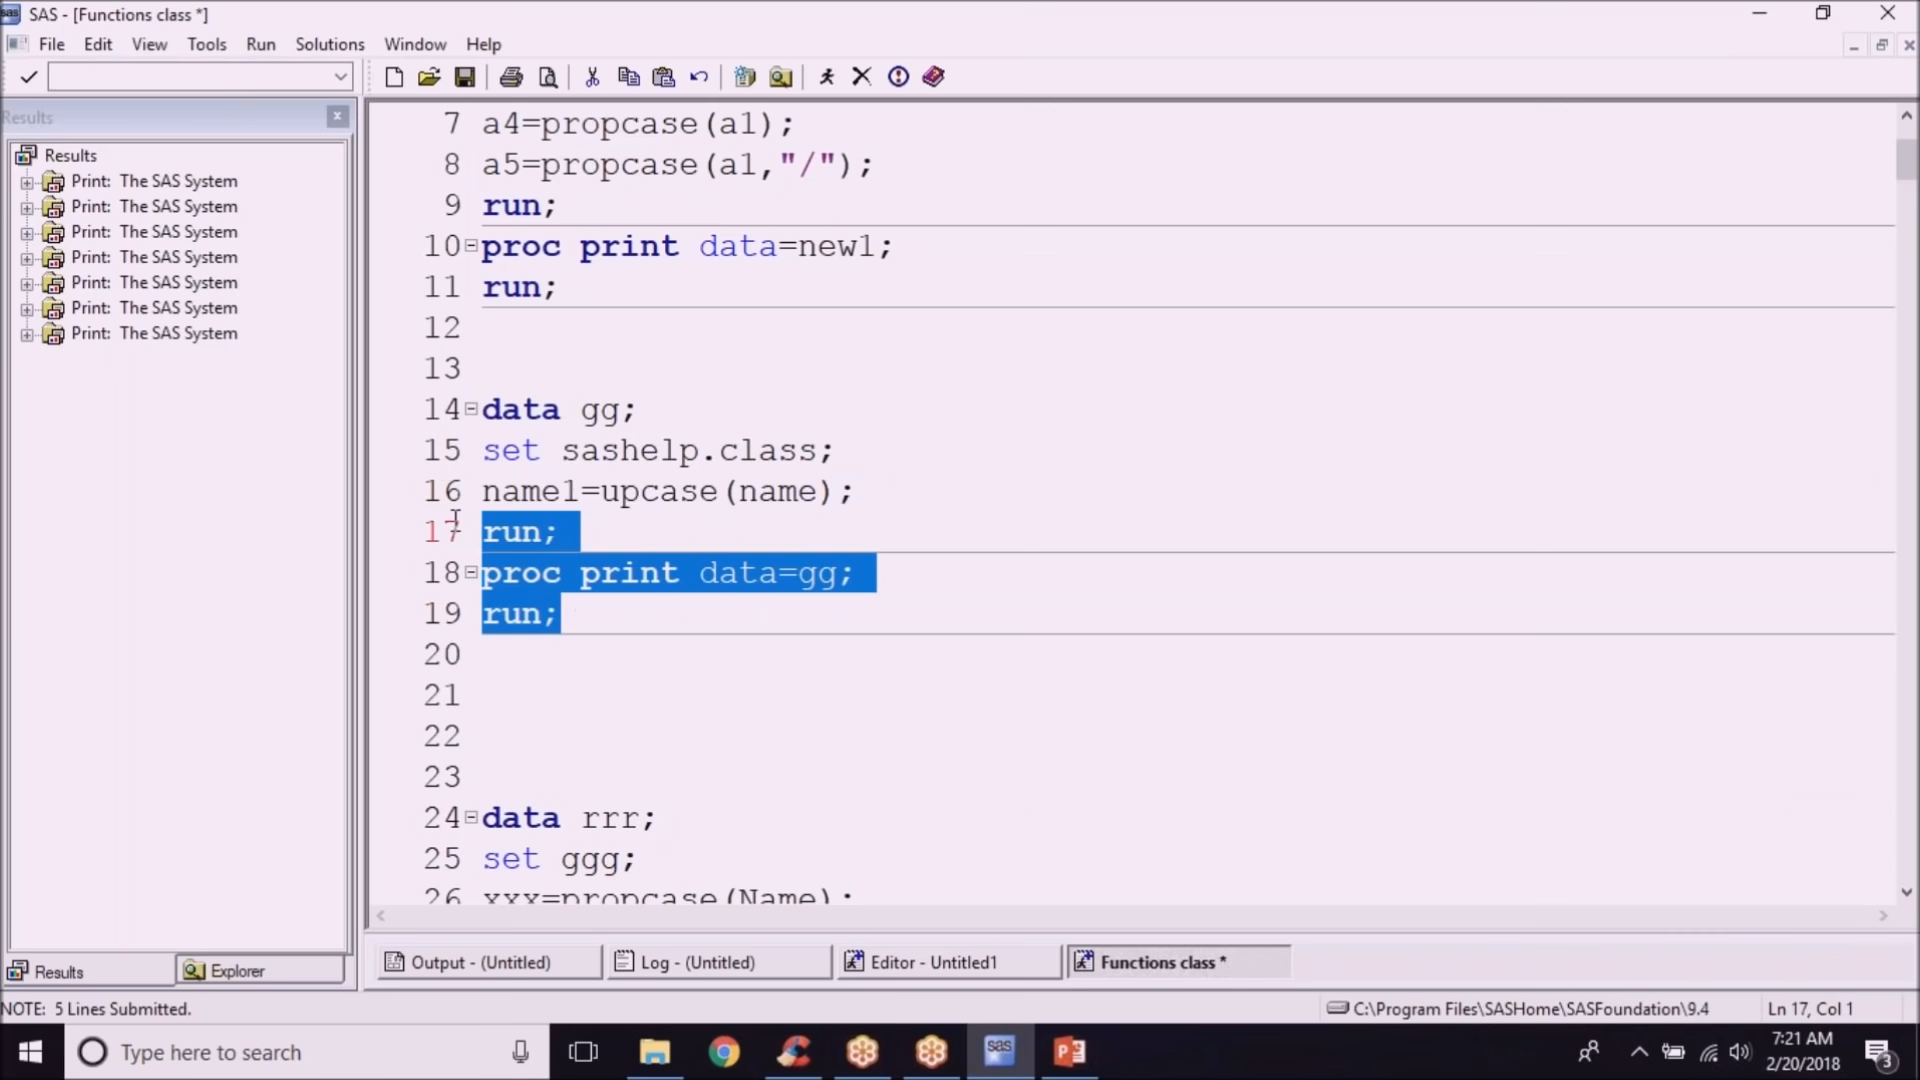 SAS - [Functions class *]
File Edit View Tools Run Solutions Window Help
Results
Results
Print: The SAS System
Print: The SAS System
Print: The SAS System
Print: The SAS System
Print: The SAS System
Print: The SAS System
Print: The SAS System
7 a4=propcase(a1);
8 a5=propcase(a1,"/");
9 run;
10 proc print data=new1;
11 run;
12
13
14 data gg;
15 set sashelp.class;
16 name1=upcase(name);
17 run;
18 proc print data=gg;
19 run;
20
21
22
23
24 data rrr;
25 set ggg;
26 xxx=propcase(Name);
Results Explorer
Output - (Untitled) Log - (Untitled) Editor - Untitled1 Functions class *
NOTE: 5 Lines Submitted. C:\Program Files\SASHome\SASFoundation\9.4 Ln 17, Col 1
Type here to search
sas
7:21 AM
2/20/2018
3